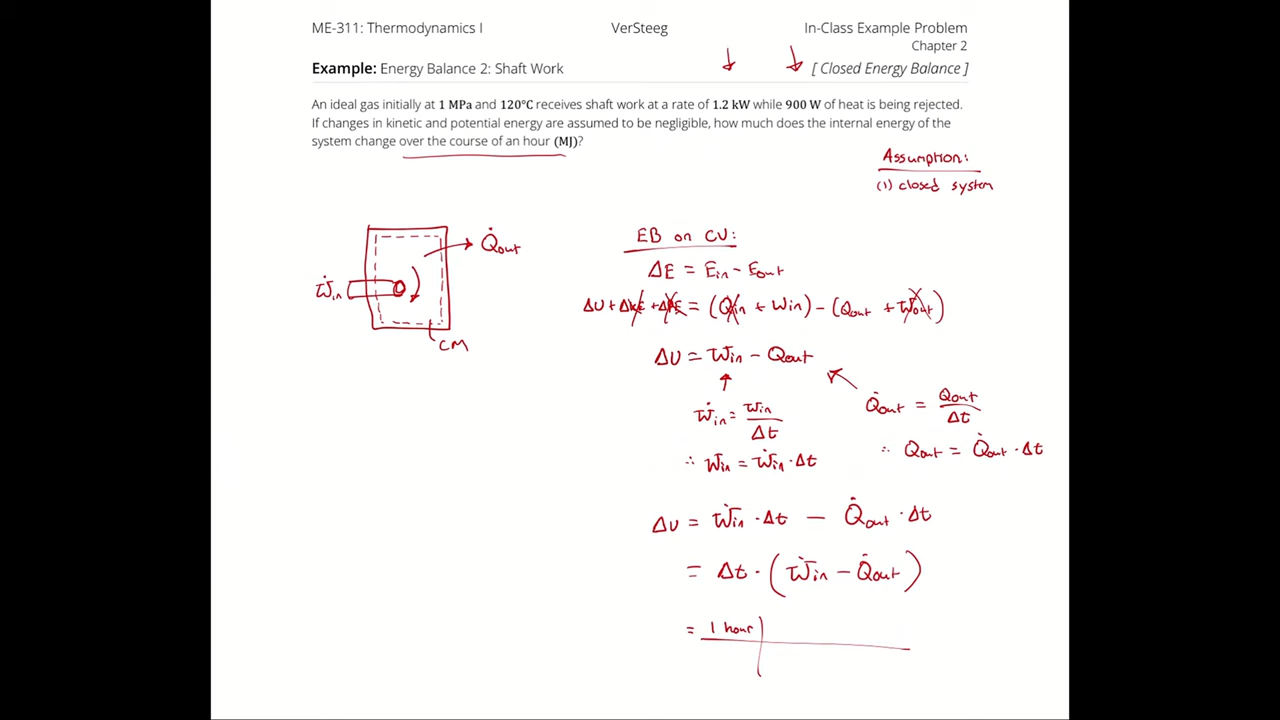 ME-311: Thermodynamics I VerSteeg In-Class Example Problem
Chapter 2
Example: Energy Balance 2: Shaft Work [ Closed Energy Balance ]
An ideal gas initially at 1 MPa and 120°C receives shaft work at a rate of 1.2 kW while 900 W of heat is being rejected.
If changes in kinetic and potential energy are assumed to be negligible, how much does the internal energy of the
system change over the course of an hour (MJ)?
Assumption:
(1) closed system
Q̇out
Ẇin
CM
EB on CV:
ΔE = Ein - Eout
ΔU + ΔKE + ΔPE = (Qin + Win) - (Qout + Wout)
ΔU = Win - Qout
Ẇin = Win / Δt
∴ Win = Ẇin · Δt
Q̇out = Qout / Δt
∴ Qout = Q̇out · Δt
ΔU = Ẇin · Δt - Q̇out · Δt
= Δt · (Ẇin - Q̇out)
= 1 hour